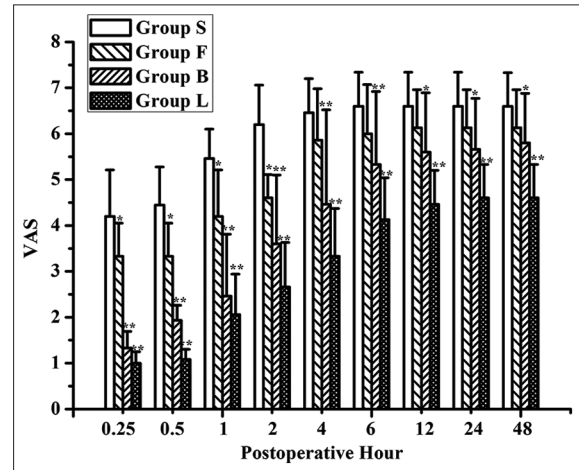 Group S
Group F
Group B
Group L
8
7
6
5
4
3
2
1
0
VAS
* ** **
* ** **
* ** **
* ** **
** **
** **
* **
* **
* **
0.25 0.5 1 2 4 6 12 24 48
Postoperative Hour